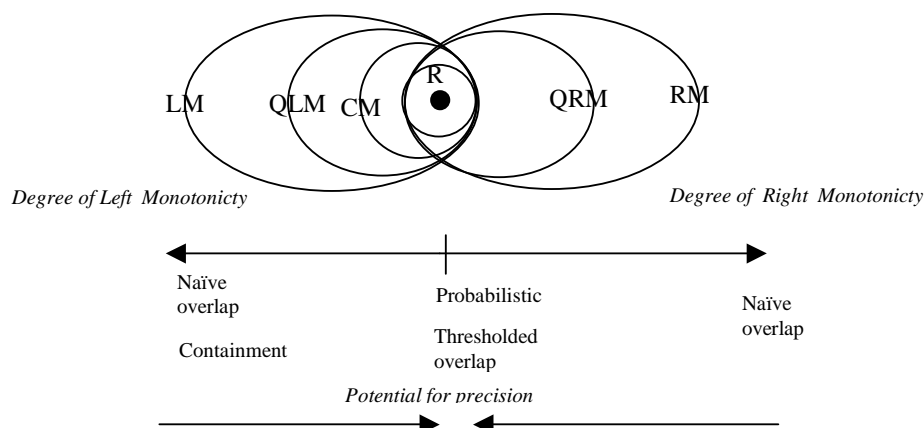 R
LM QLM CM QRM RM
Degree of Left Monotonicty
Degree of Right Monotonicty
Naïve
overlap
Containment
Probabilistic
Thresholded
overlap
Naïve
overlap
Potential for precision